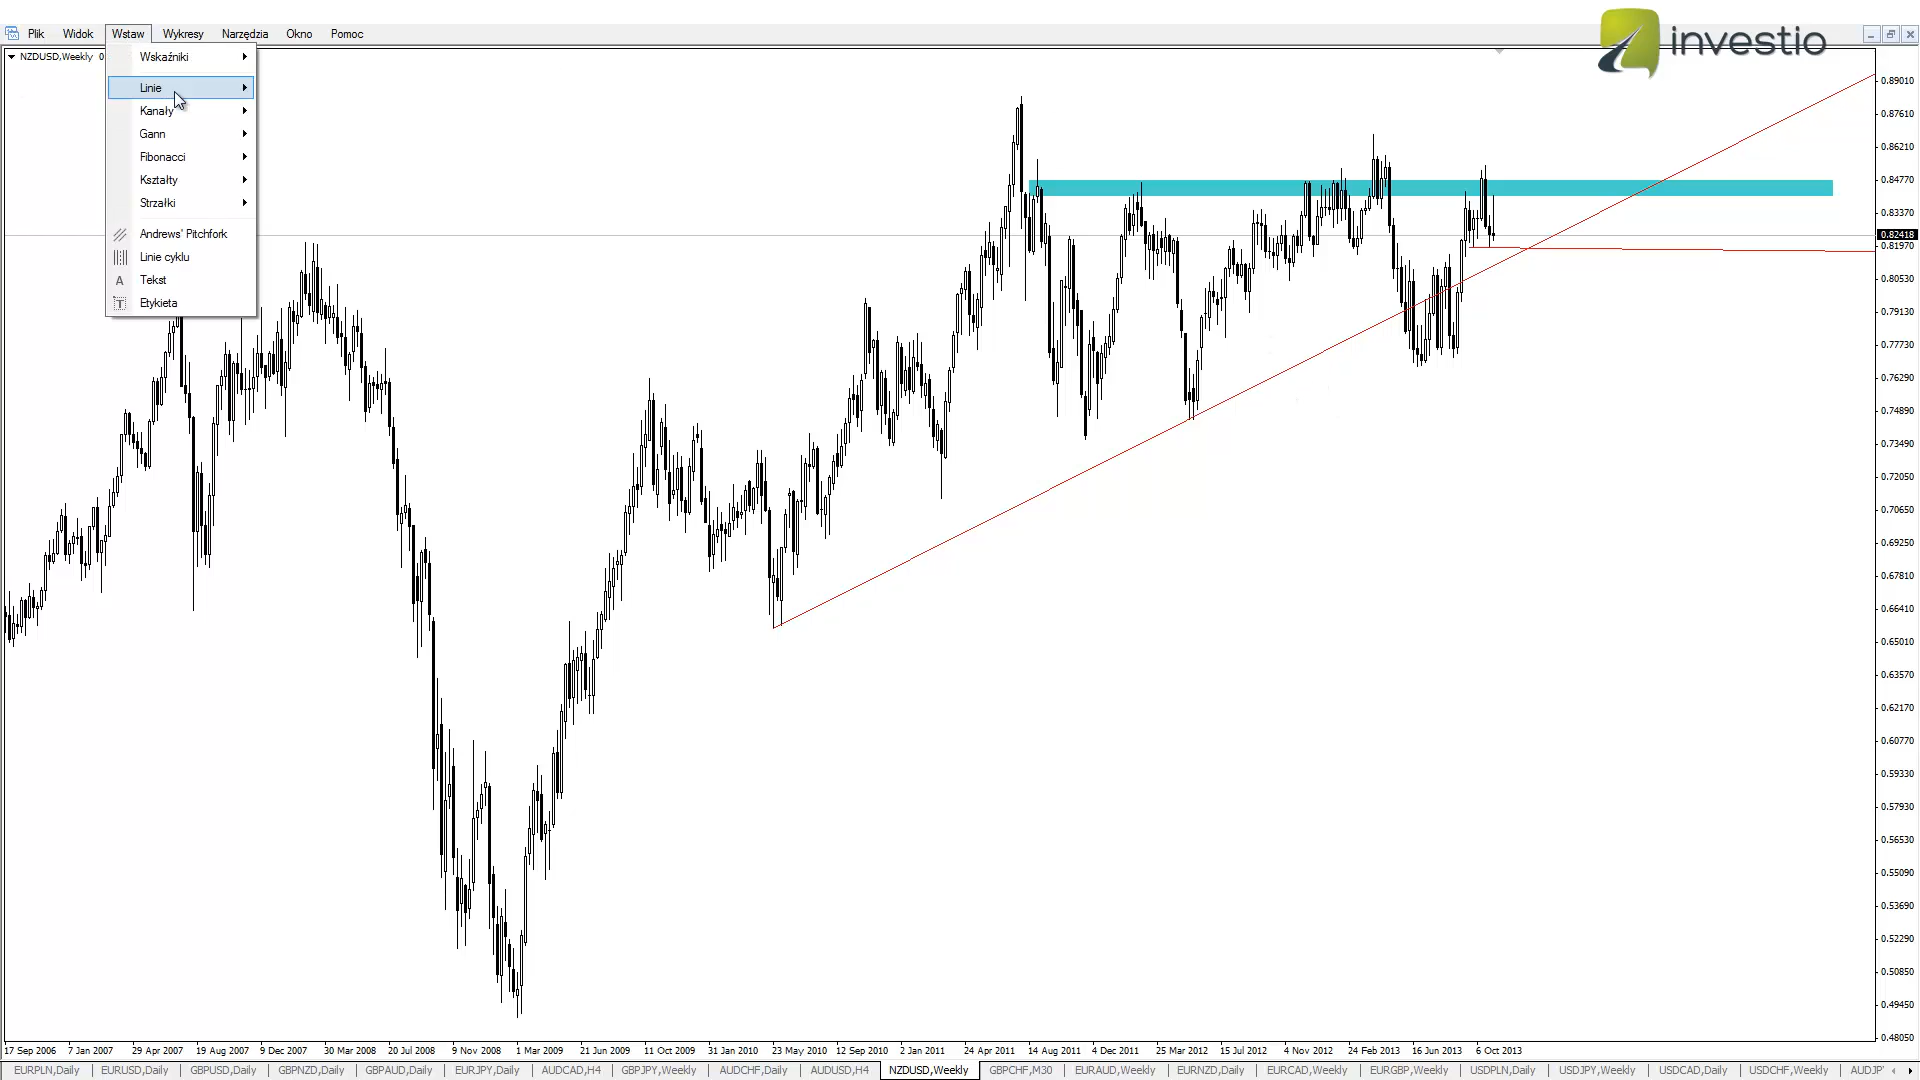 investio
Plik Widok Wstaw Wykresy Narzędzia Okno Pomoc
NZDUSD,Weekly 0
Wskaźniki
Linie
Kanały
Gann
Fibonacci
Kształty
Strzałki
Andrews' Pitchfork
Linie cyklu
A Tekst
T Etykieta
0.89010
0.87610
0.86210
0.84770
0.83370
0.82418
0.81970
0.80530
0.79130
0.77730
0.76290
0.74890
0.73490
0.72050
0.70650
0.69250
0.67810
0.66410
0.65010
0.63570
0.62170
0.60770
0.59330
0.57930
0.56530
0.55090
0.53690
0.52290
0.50850
0.49450
0.48050
17 Sep 2006 7 Jan 2007 29 Apr 2007 19 Aug 2007 9 Dec 2007 30 Mar 2008 20 Jul 2008 9 Nov 2008 1 Mar 2009 21 Jun 2009 11 Oct 2009 31 Jan 2010 23 May 2010 12 Sep 2010 2 Jan 2011 24 Apr 2011 14 Aug 2011 4 Dec 2011 25 Mar 2012 15 Jul 2012 4 Nov 2012 24 Feb 2013 16 Jun 2013 6 Oct 2013
EURPLN,Daily EURUSD,Daily GBPUSD,Daily GBPNZD,Daily GBPAUD,Daily EURJPY,Daily AUDCAD,H4 GBPJPY,Weekly AUDCHF,Daily AUDUSD,H4 NZDUSD,Weekly GBPCHF,M30 EURAUD,Weekly EURNZD,Daily EURCAD,Weekly EURGBP,Weekly USDPLN,Daily USDJPY,Weekly USDCAD,Daily USDCHF,Weekly AUDJP